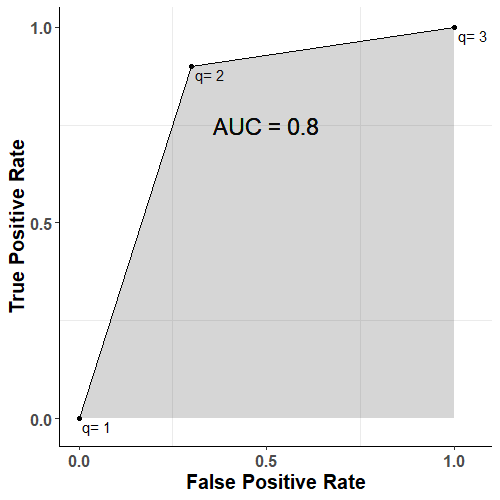 1.0
q= 3
q= 2
AUC = 0.8
True Positive Rate
0.5
0.0
q= 1
0.0 0.5 1.0
False Positive Rate